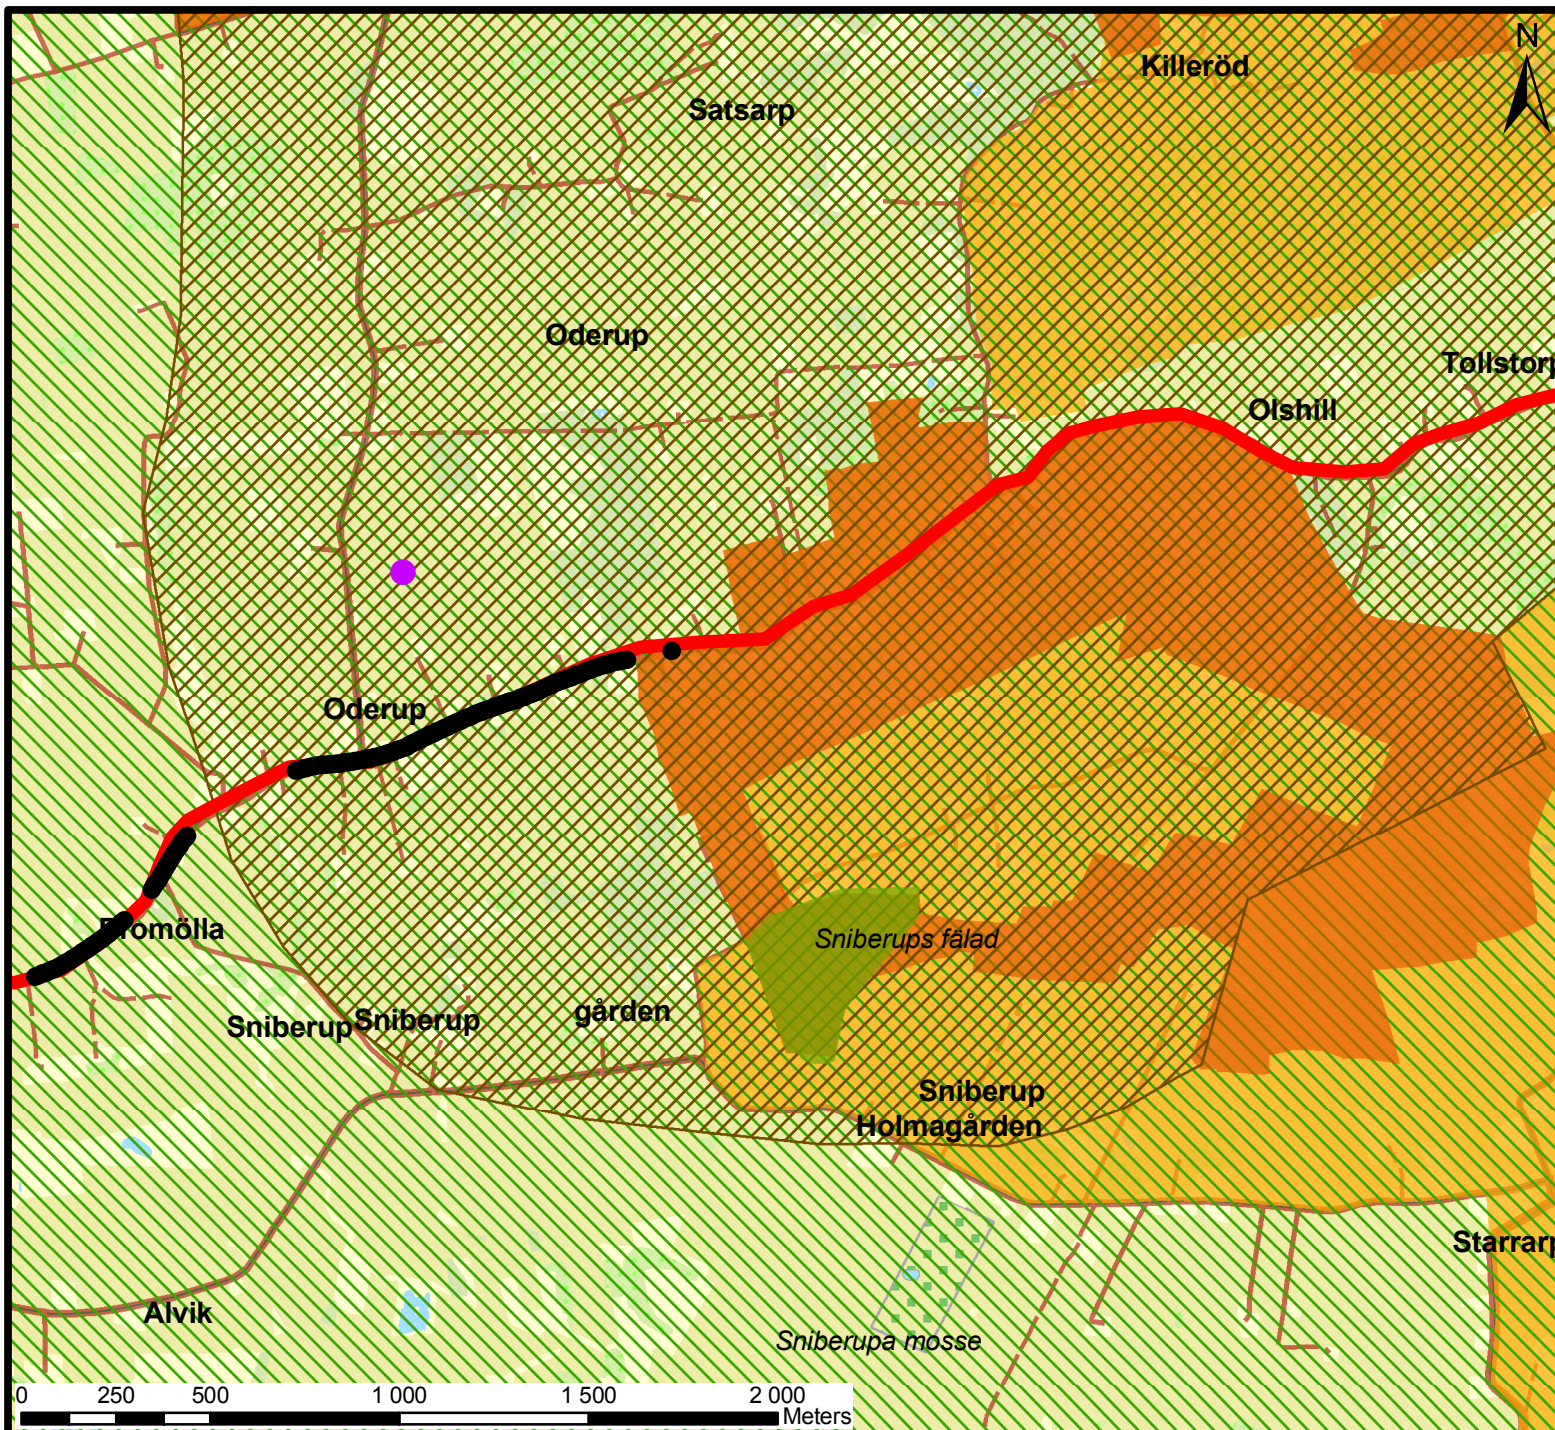 N
Killeröd
Satsarp
Oderup
Tollstorp
Olshill
Oderup
Sniberups fälad
gården
Sniberup
Sniberup
Sniberup
Holmagården
Starrarp
Alvik
Sniberupa mosse
0 250 500 1 000 1 500 2 000
Meters